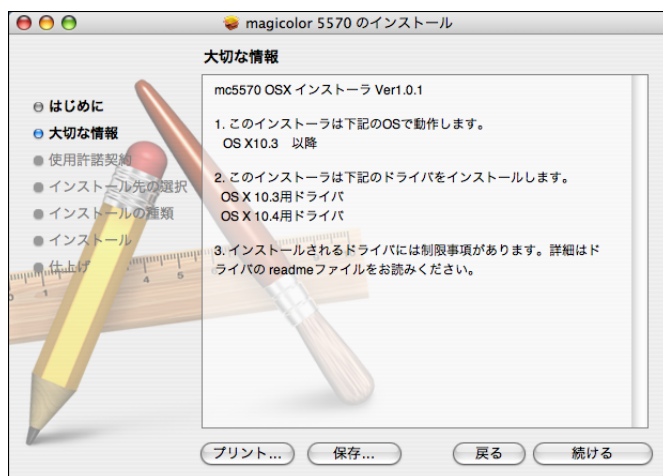 magicolor 5570 のインストール
大切な情報
はじめに
大切な情報
使用許諾契約
インストール先の選択
インストールの種類
インストール
仕上げ
mc5570 OSX インストーラ Ver1.0.1
1. このインストーラは下記のOSで動作します。
OS X10.3　以降
2. このインストーラは下記のドライバをインストールします。
OS X 10.3用ドライバ
OS X 10.4用ドライバ
3. インストールされるドライバには制限事項があります。詳細はド
ライバの readmeファイルをお読みください。
0 1 4 5
プリント... 保存... 戻る 続ける